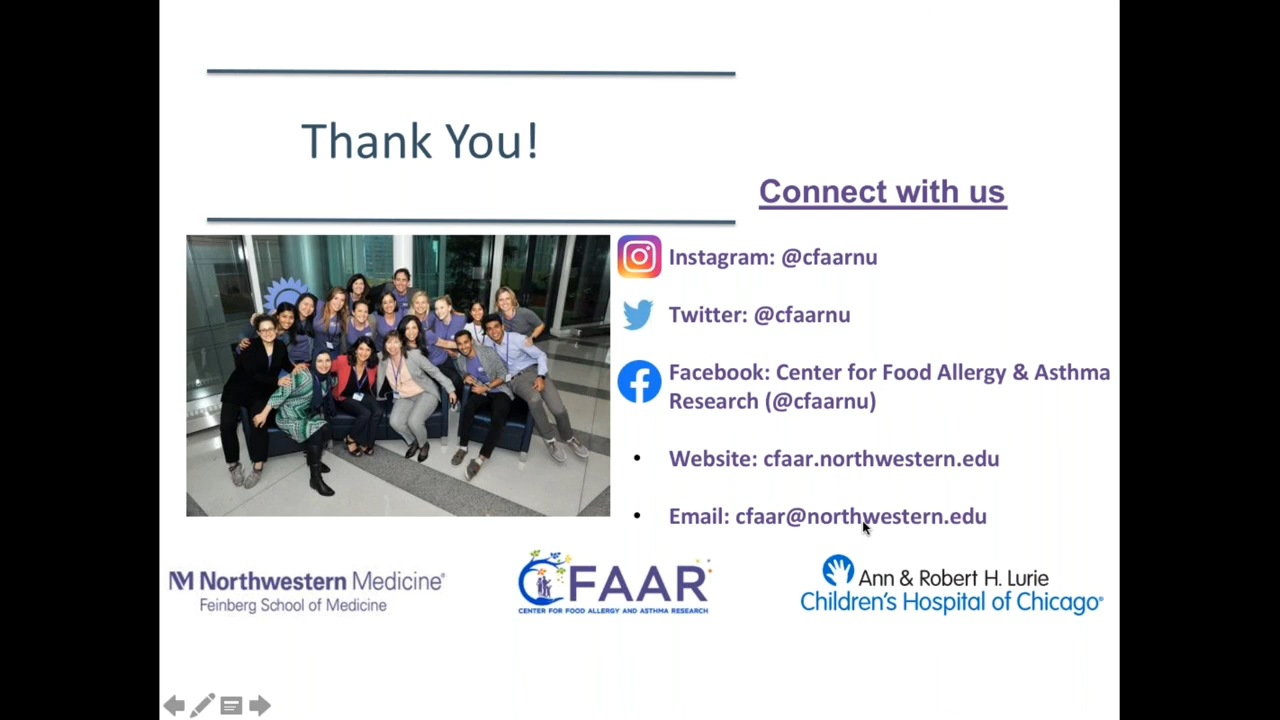 Thank You!
Connect with us
Instagram: @cfaarnu
Twitter: @cfaarnu
Facebook: Center for Food Allergy & Asthma
Research (@cfaarnu)
• Website: cfaar.northwestern.edu
• Email: cfaar@northwestern.edu
M Northwestern Medicine®
Feinberg School of Medicine
CFAAR
CENTER FOR FOOD ALLERGY AND ASTHMA RESEARCH
Ann & Robert H. Lurie
Children's Hospital of Chicago®